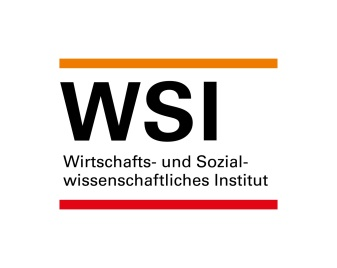 WSI
Wirtschafts- und Sozial-
wissenschaftliches Institut